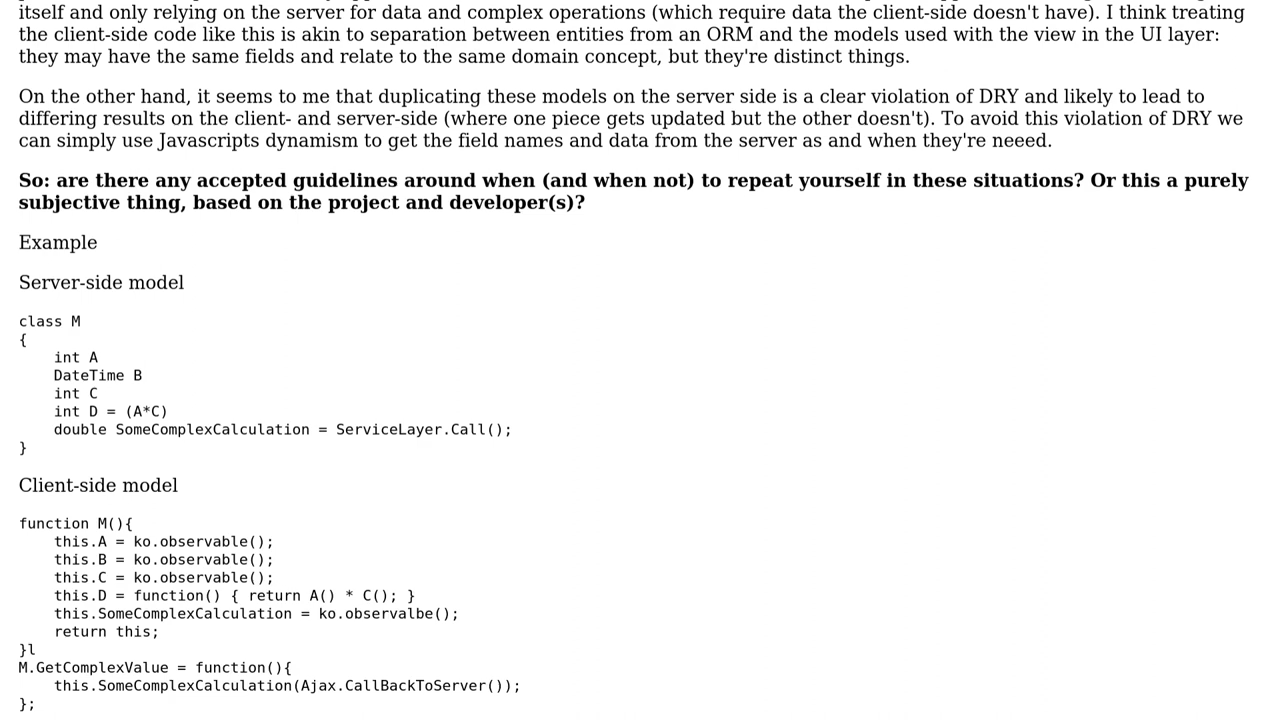 itself and only relying on the server for data and complex operations (which require data the client-side doesn't have). I think treating
the client-side code like this is akin to separation between entities from an ORM and the models used with the view in the UI layer:
they may have the same fields and relate to the same domain concept, but they're distinct things.
On the other hand, it seems to me that duplicating these models on the server side is a clear violation of DRY and likely to lead to
differing results on the client- and server-side (where one piece gets updated but the other doesn't). To avoid this violation of DRY we
can simply use Javascripts dynamism to get the field names and data from the server as and when they're neeed.
So: are there any accepted guidelines around when (and when not) to repeat yourself in these situations? Or this a purely
subjective thing, based on the project and developer(s)?
Example
Server-side model
class M
{
    int A
    DateTime B
    int C
    int D = (A*C)
    double SomeComplexCalculation = ServiceLayer.Call();
}
Client-side model
function M(){
    this.A = ko.observable();
    this.B = ko.observable();
    this.C = ko.observable();
    this.D = function() { return A() * C(); }
    this.SomeComplexCalculation = ko.observalbe();
    return this;
}l
M.GetComplexValue = function(){
    this.SomeComplexCalculation(Ajax.CallBackToServer());
};